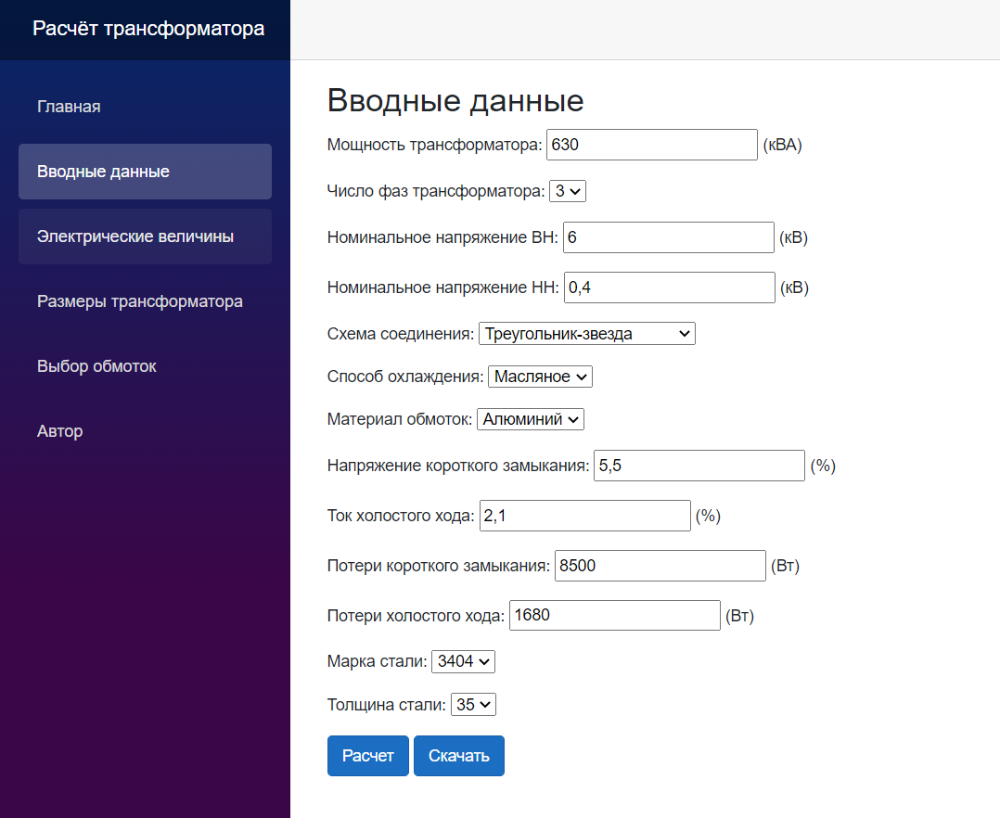 Расчёт трансформатора
Главная
Вводные данные
Электрические величины
Размеры трансформатора
Выбор обмоток
Автор
Вводные данные
Мощность трансформатора: 630 (кВА)
Число фаз трансформатора: 3
Номинальное напряжение ВН: 6 (кВ)
Номинальное напряжение НН: 0,4 (кВ)
Схема соединения: Треугольник-звезда
Способ охлаждения: Масляное
Материал обмоток: Алюминий
Напряжение короткого замыкания: 5,5 (%)
Ток холостого хода: 2,1 (%)
Потери короткого замыкания: 8500 (Вт)
Потери холостого хода: 1680 (Вт)
Марка стали: 3404
Толщина стали: 35
Расчет Скачать